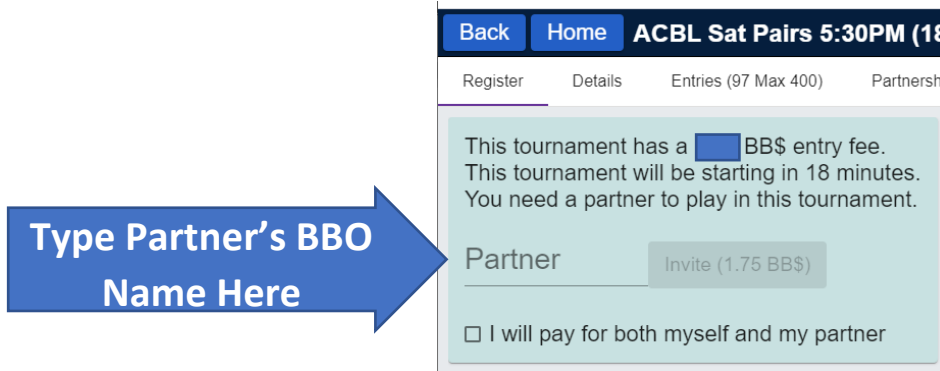 Back Home ACBL Sat Pairs 5:30PM (18
Register Details Entries (97 Max 400) Partnersh
This tournament has a BB$ entry fee.
This tournament will be starting in 18 minutes.
You need a partner to play in this tournament.
Type Partner's BBO
Name Here
Partner Invite (1.75 BB$)
I will pay for both myself and my partner